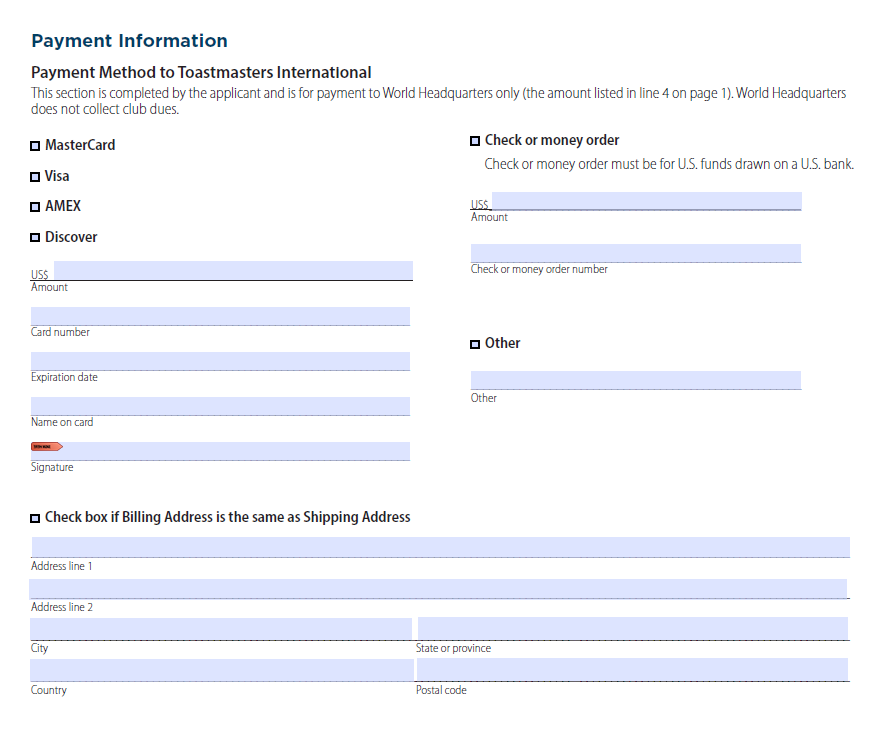 Payment Information
Payment Method to Toastmasters International
This section is completed by the applicant and is for payment to World Headquarters only (the amount listed in line 4 on page 1). World Headquarters
does not collect club dues.
MasterCard
Visa
AMEX
Discover
US$
Amount
Card number
Expiration date
Name on card
Signature
Check or money order
Check or money order must be for U.S. funds drawn on a U.S. bank.
US$
Amount
Check or money order number
Other
Other
Check box if Billing Address is the same as Shipping Address
Address line 1
Address line 2
City
State or province
Country
Postal code